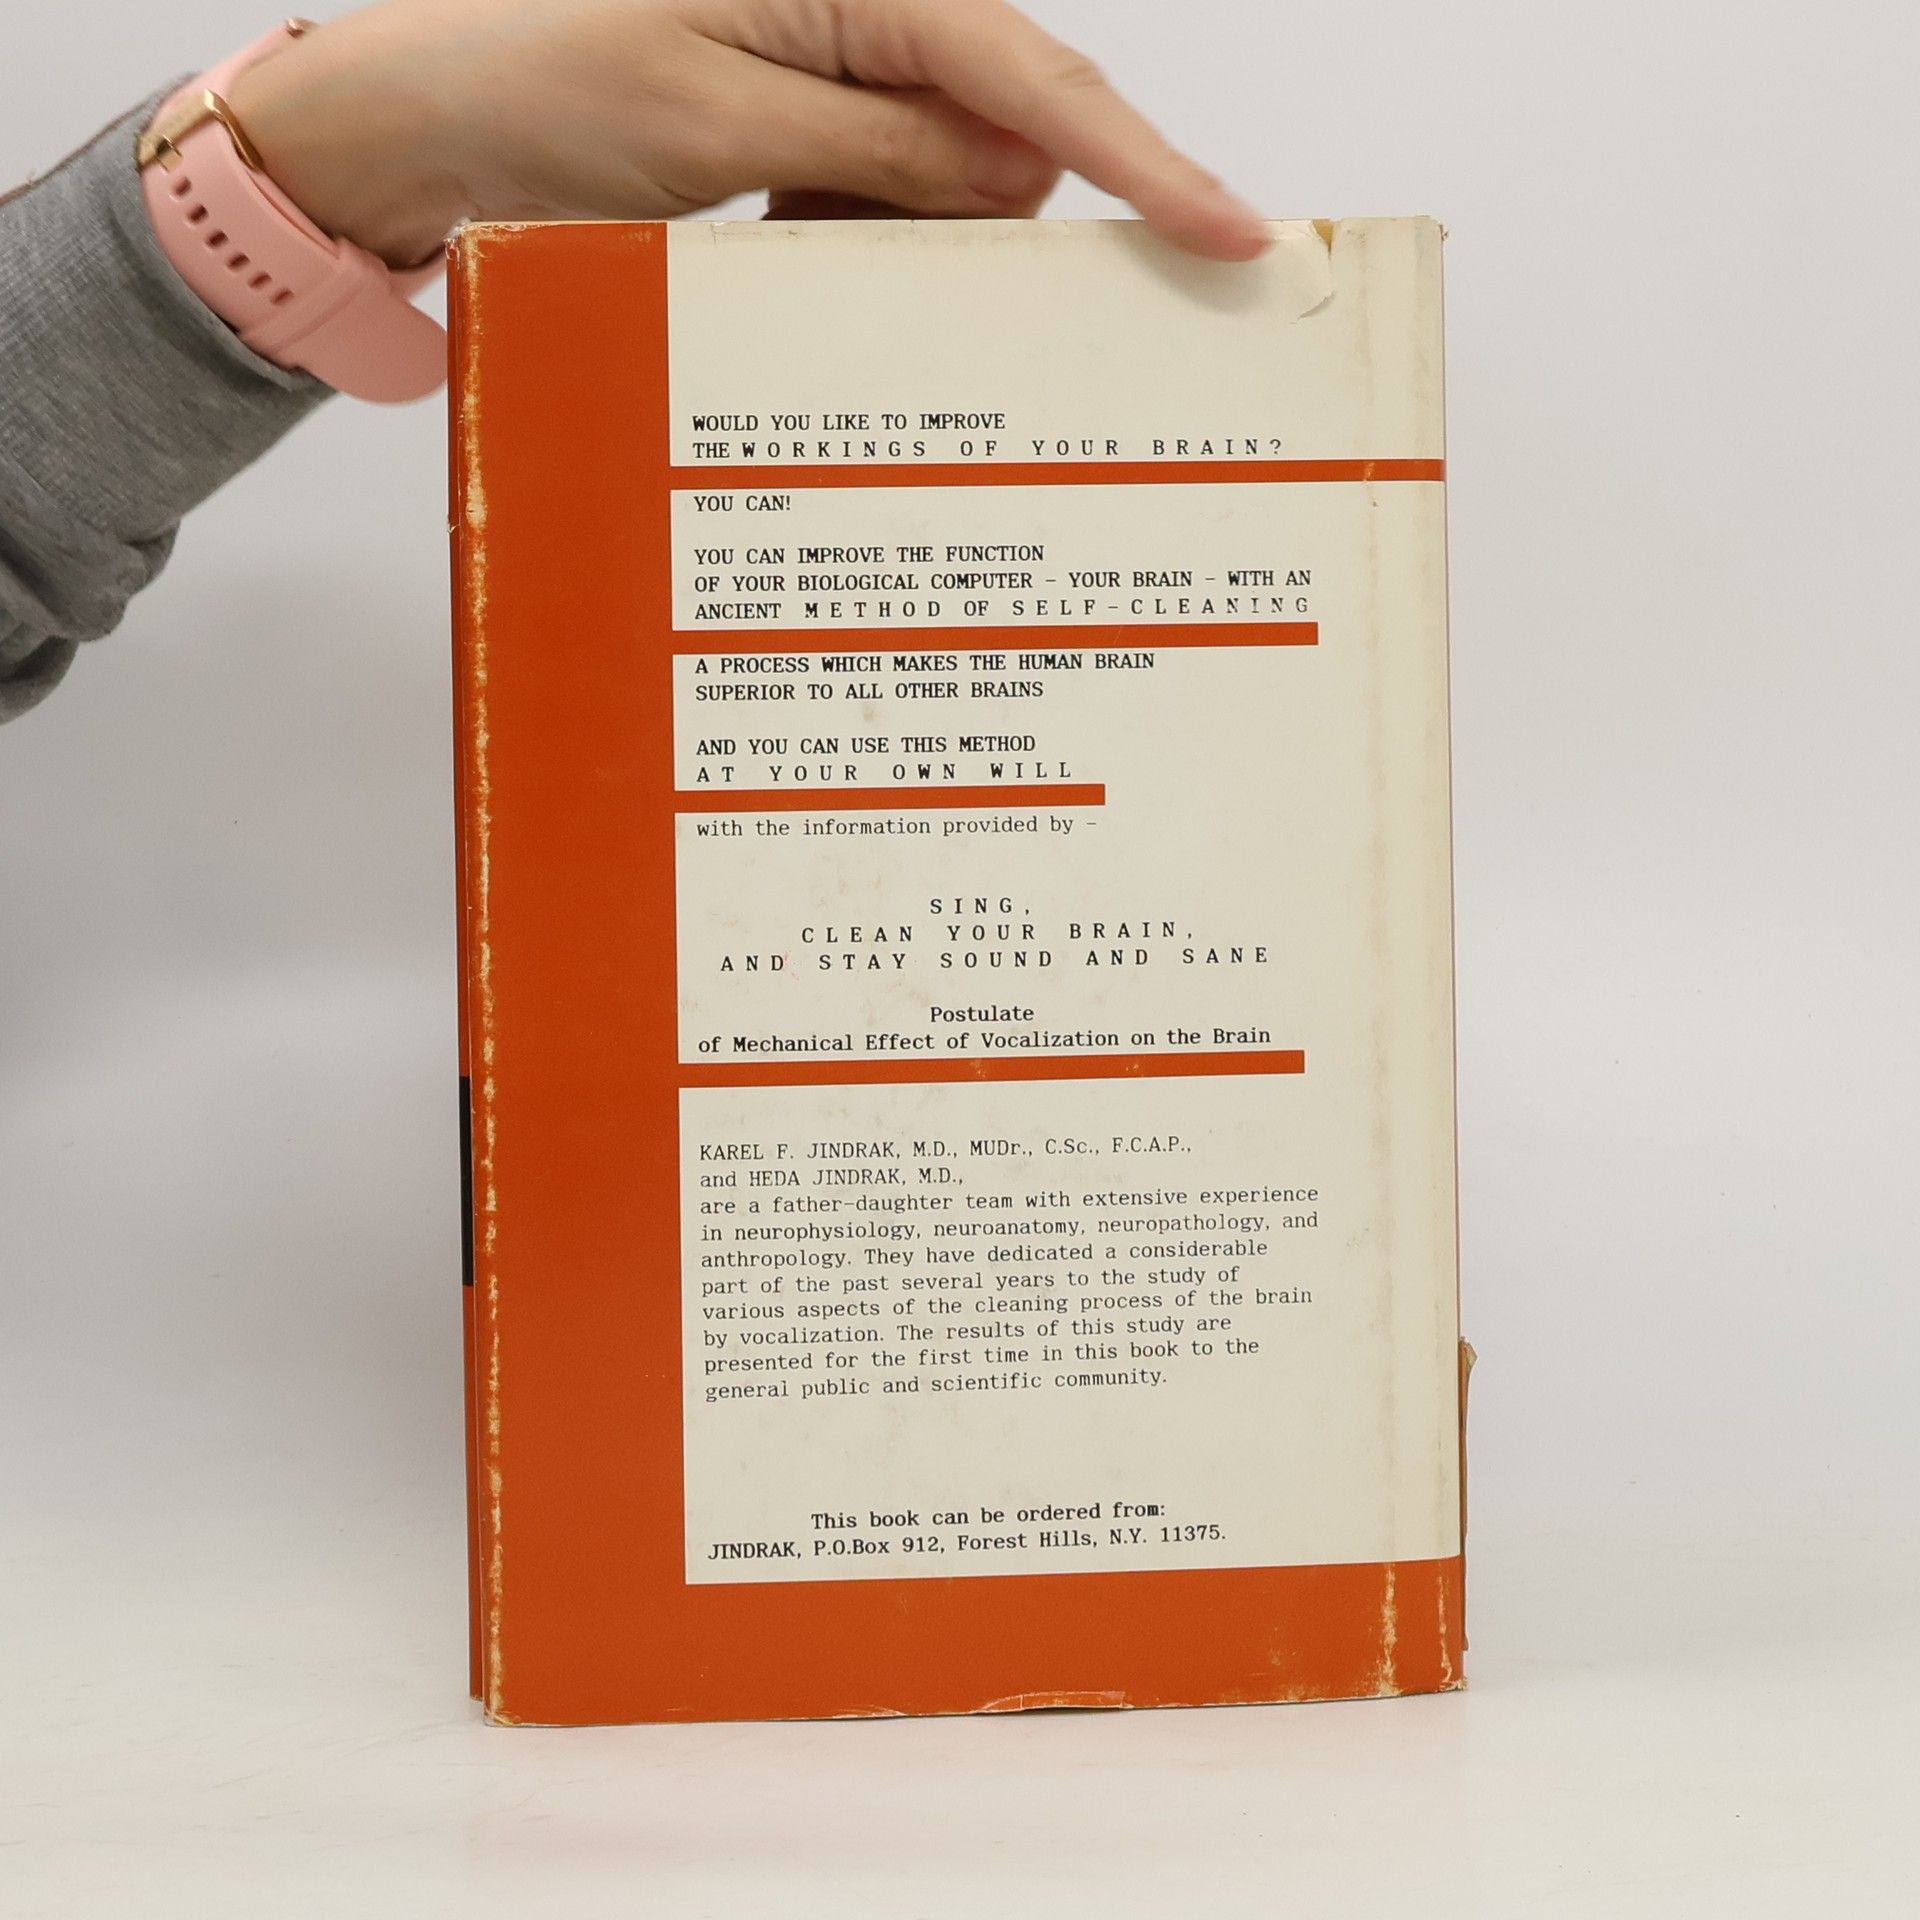 WOULD YOU LIKE TO IMPROVE
THE WORKINGS OF YOUR BRAIN?
YOU CAN!
YOU CAN IMPROVE THE FUNCTION
OF YOUR BIOLOGICAL COMPUTER – YOUR BRAIN – WITH AN
ANCIENT METHOD OF SELF–CLEANING
A PROCESS WHICH MAKES THE HUMAN BRAIN
SUPERIOR TO ALL OTHER BRAINS
AND YOU CAN USE THIS METHOD
AT YOUR OWN WILL
with the information provided by –
SING,
CLEAN YOUR BRAIN,
AND STAY SOUND AND SANE
Postulate
of Mechanical Effect of Vocalization on the Brain
KAREL F. JINDRAK, M.D., MUDr., C.Sc., F.C.A.P.,
and HEDA JINDRAK, M.D.,
are a father–daughter team with extensive experience
in neurophysiology, neuroanatomy, neuropathology, and
anthropology. They have dedicated a considerable
part of the past several years to the study of
various aspects of the cleaning process of the brain
by vocalization. The results of this study are
presented for the first time in this book to the
general public and scientific community.
This book can be ordered from:
JINDRAK, P.O.Box 912, Forest Hills, N.Y. 11375.